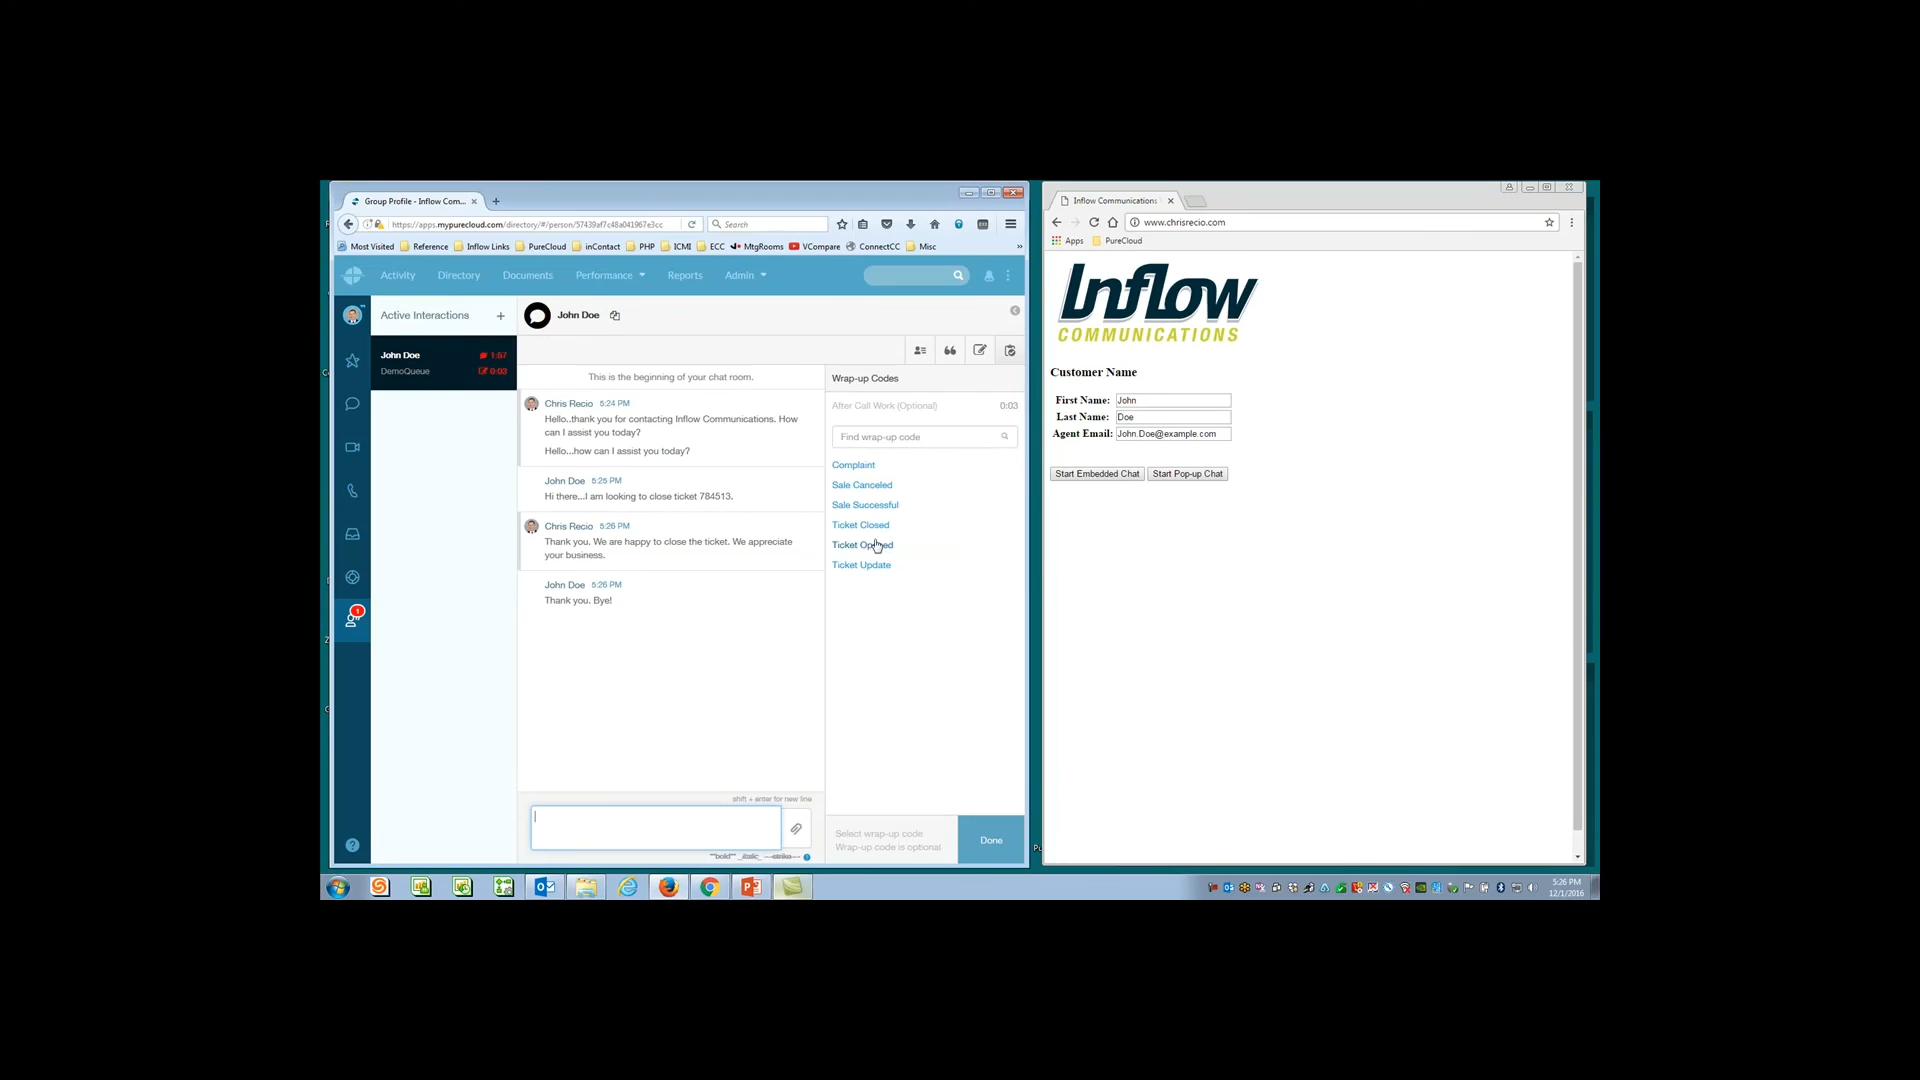 Group Profile - Inflow Com...
https://apps.mypurecloud.com/directory/#/person/57439af7c48a041967e3cc
Search
Most Visited Reference Inflow Links PureCloud inContact PHP ICMI ECC MtgRooms VCompare ConnectCC Misc »
Activity Directory Documents Performance Reports Admin
Active Interactions +
John Doe
John Doe 1:57
DemoQueue 0:03
1
This is the beginning of your chat room.
Chris Recio 5:24 PM
Hello..thank you for contacting Inflow Communications. How
can I assist you today?
Hello...how can I assist you today?
John Doe 5:25 PM
Hi there...I am looking to close ticket 784513.
Chris Recio 5:26 PM
Thank you. We are happy to close the ticket. We appreciate
your business.
John Doe 5:26 PM
Thank you. Bye!
shift + enter for new line
**bold** _italic_ ~~strike~~
Wrap-up Codes
After Call Work (Optional) 0:03
Find wrap-up code
Complaint
Sale Canceled
Sale Successful
Ticket Closed
Ticket Opened
Ticket Update
Select wrap-up code
Wrap-up code is optional
Done
Inflow Communications
www.chrisrecio.com
Apps PureCloud
Inflow
COMMUNICATIONS
Customer Name
First Name: John
Last Name: Doe
Agent Email: John.Doe@example.com
Start Embedded Chat Start Pop-up Chat
5:26 PM
12/1/2016